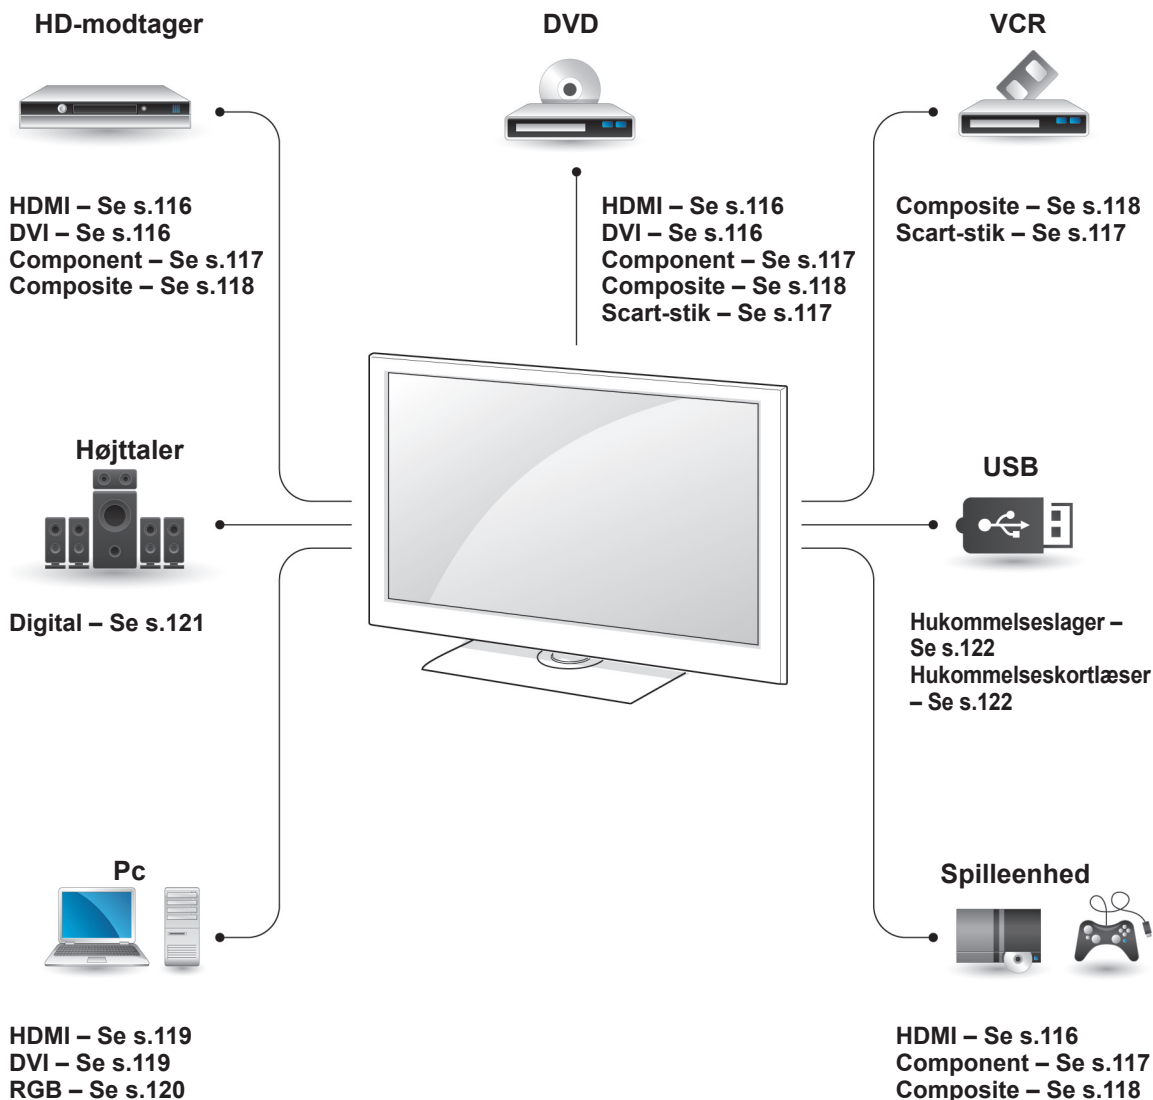 HD-modtager
DVD
VCR
HDMI – Se s.116
DVI – Se s.116
Component – Se s.117
Composite – Se s.118
HDMI – Se s.116
DVI – Se s.116
Component – Se s.117
Composite – Se s.118
Scart-stik – Se s.117
Composite – Se s.118
Scart-stik – Se s.117
Højttaler
Digital – Se s.121
USB
Hukommelseslager –
Se s.122
Hukommelseskortlæser
– Se s.122
Pc
HDMI – Se s.119
DVI – Se s.119
RGB – Se s.120
Spilleenhed
HDMI – Se s.116
Component – Se s.117
Composite – Se s.118